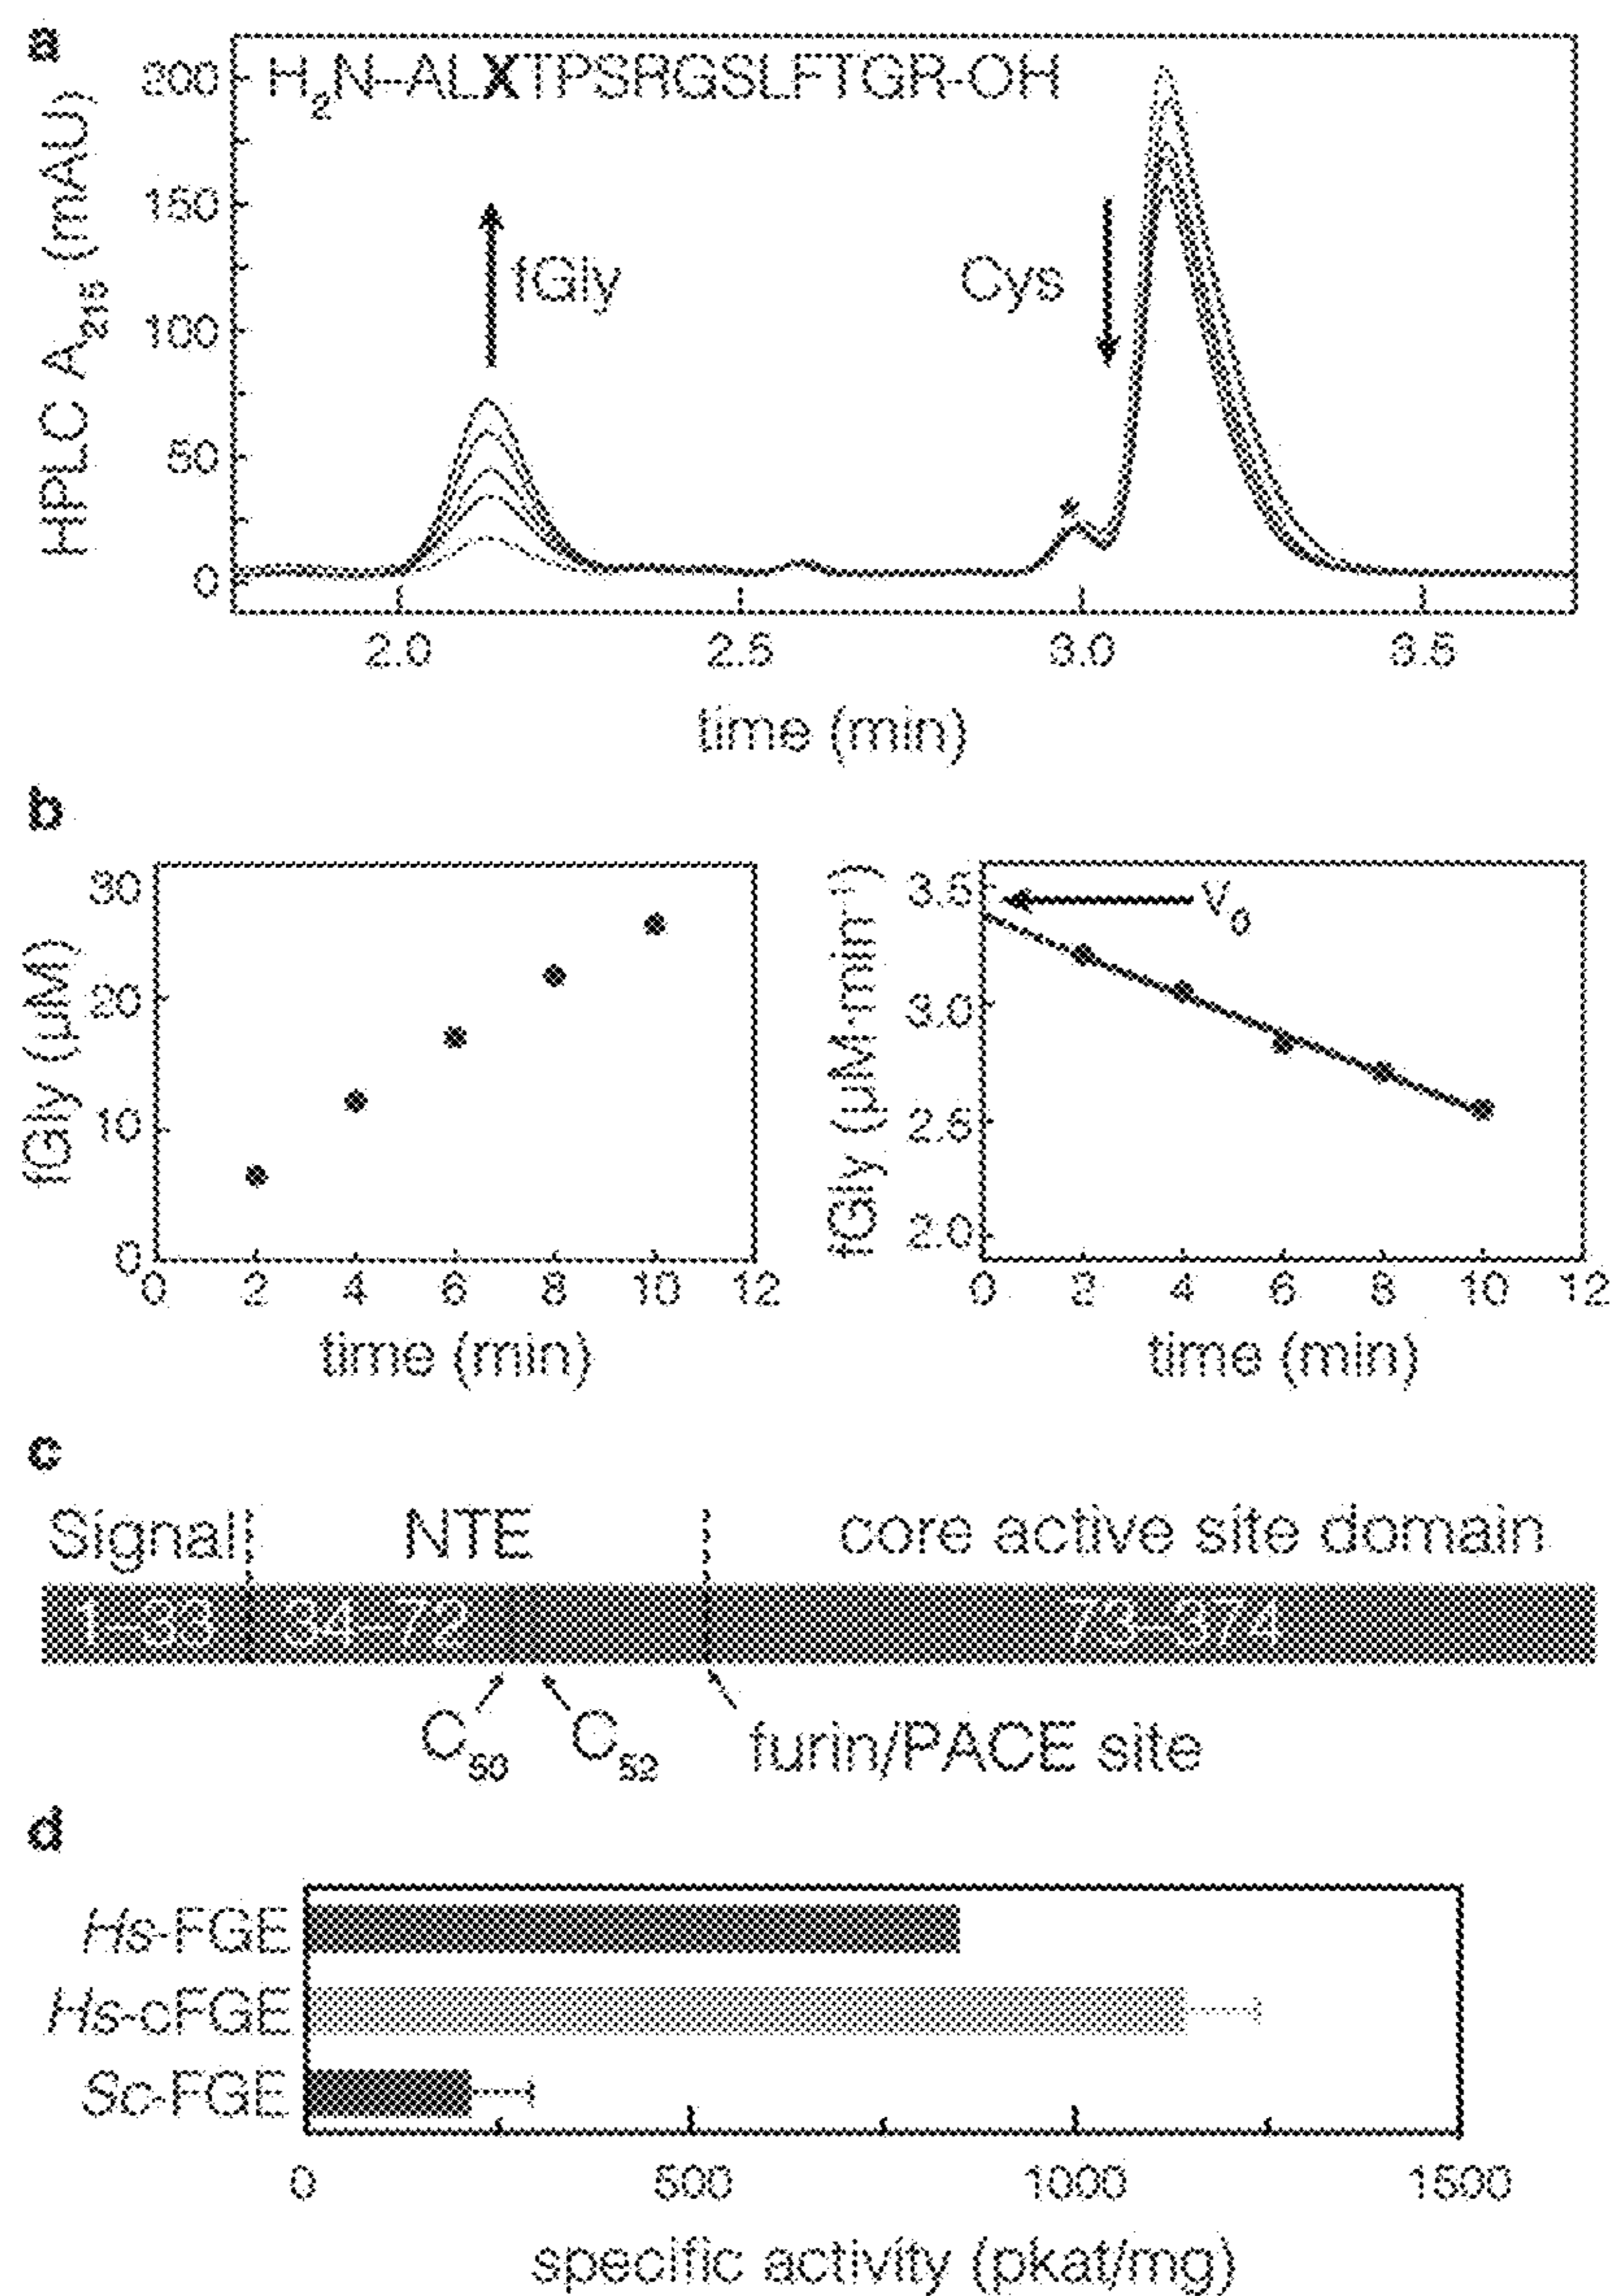 a
H₂N–ALXTPSRGSLFTGR-OH
HPLC A₂₁₅ (mAU)
200
150
100
50
0
fGly
Cys
*
2.0 2.5 3.0 3.5
time (min)
b
fGly (µM)
30
20
10
0
0 2 4 6 8 10 12
time (min)
fGly (µM·min⁻¹)
3.5
3.0
2.5
2.0
v₀
0 2 4 6 8 10 12
time (min)
c
Signal NTE core active site domain
1–33 34–72 73–374
C₅₀ C₅₂ furin/PACE site
d
Hs-FGE
Hs-cFGE
Sc-FGE
0 500 1000 1500
specific activity (pkat/mg)